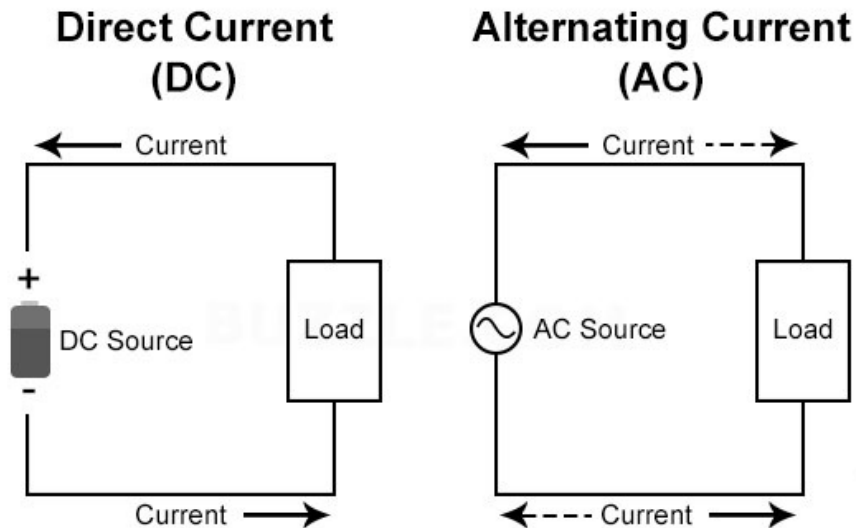 Direct Current
(DC)
Current
+
DC Source
-
Load
Current
Alternating Current
(AC)
Current
AC Source
Load
Current